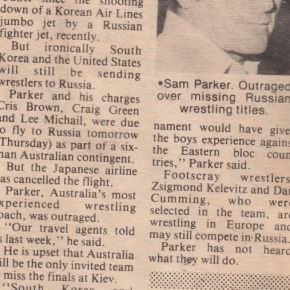 since the shooting
down of a Korean Air Lines
jumbo jet by a Russian
fighter jet, recently.
But ironically South
Korea and the United States
will still be sending
wrestlers to Russia.
Parker and his charges
Cris Brown, Craig Green
and Lee Michail, were due
to fly to Russia tomorrow
(Thursday) as part of a six-
man Australian contingent.
But the Japanese airline
has cancelled the flight.
Parker, Australia's most
experienced wrestling
coach, was outraged.
"Our travel agents told
us last week," he said.
He is upset that Australia
will be the only invited team
to miss the finals at Kiev.
"South Korea and
•Sam Parker. Outraged
over missing Russian
wrestling titles.
nament would have given
the boys experience against
the Eastern bloc coun-
tries," Parker said.
Footscray wrestlers
Zsigmond Kelevitz and Dan
Cumming, who were
selected in the team, are
wrestling in Europe and
may still compete in Russia.
Parker has not heard
what they will do.